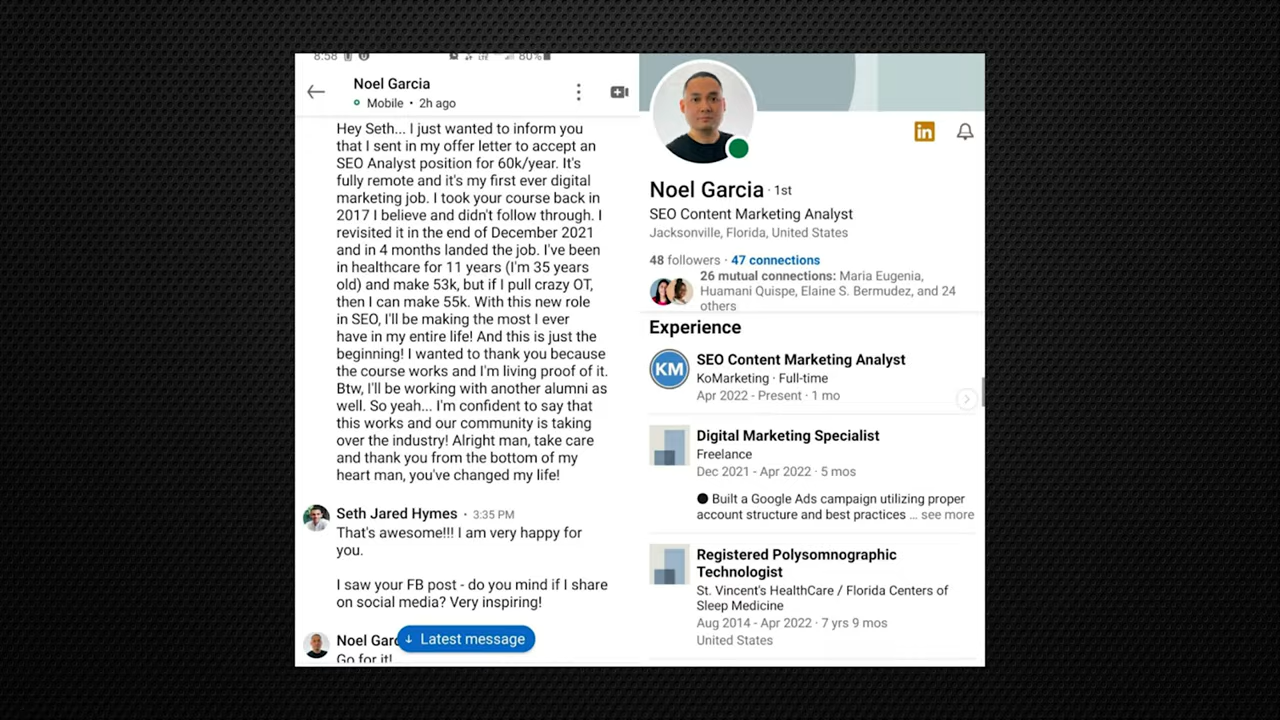 8:58
80%
Noel Garcia
Mobile • 2h ago
Hey Seth... I just wanted to inform you
that I sent in my offer letter to accept an
SEO Analyst position for 60k/year. It's
fully remote and it's my first ever digital
marketing job. I took your course back in
2017 I believe and didn't follow through. I
revisited it in the end of December 2021
and in 4 months landed the job. I've been
in healthcare for 11 years (I'm 35 years
old) and make 53k, but if I pull crazy OT,
then I can make 55k. With this new role
in SEO, I'll be making the most I ever
have in my entire life! And this is just the
beginning! I wanted to thank you because
the course works and I'm living proof of it.
Btw, I'll be working with another alumni as
well. So yeah... I'm confident to say that
this works and our community is taking
over the industry! Alright man, take care
and thank you from the bottom of my
heart man, you've changed my life!
Seth Jared Hymes • 3:35 PM
That's awesome!!! I am very happy for
you.
I saw your FB post - do you mind if I share
on social media? Very inspiring!
Noel Garc
↓ Latest message
Go for it!
in
Noel Garcia · 1st
SEO Content Marketing Analyst
Jacksonville, Florida, United States
48 followers · 47 connections
26 mutual connections: Maria Eugenia,
Huamani Quispe, Elaine S. Bermudez, and 24
others
Experience
KM
SEO Content Marketing Analyst
KoMarketing · Full-time
Apr 2022 - Present · 1 mo
Digital Marketing Specialist
Freelance
Dec 2021 - Apr 2022 · 5 mos
● Built a Google Ads campaign utilizing proper
account structure and best practices … see more
Registered Polysomnographic
Technologist
St. Vincent's HealthCare / Florida Centers of
Sleep Medicine
Aug 2014 - Apr 2022 · 7 yrs 9 mos
United States